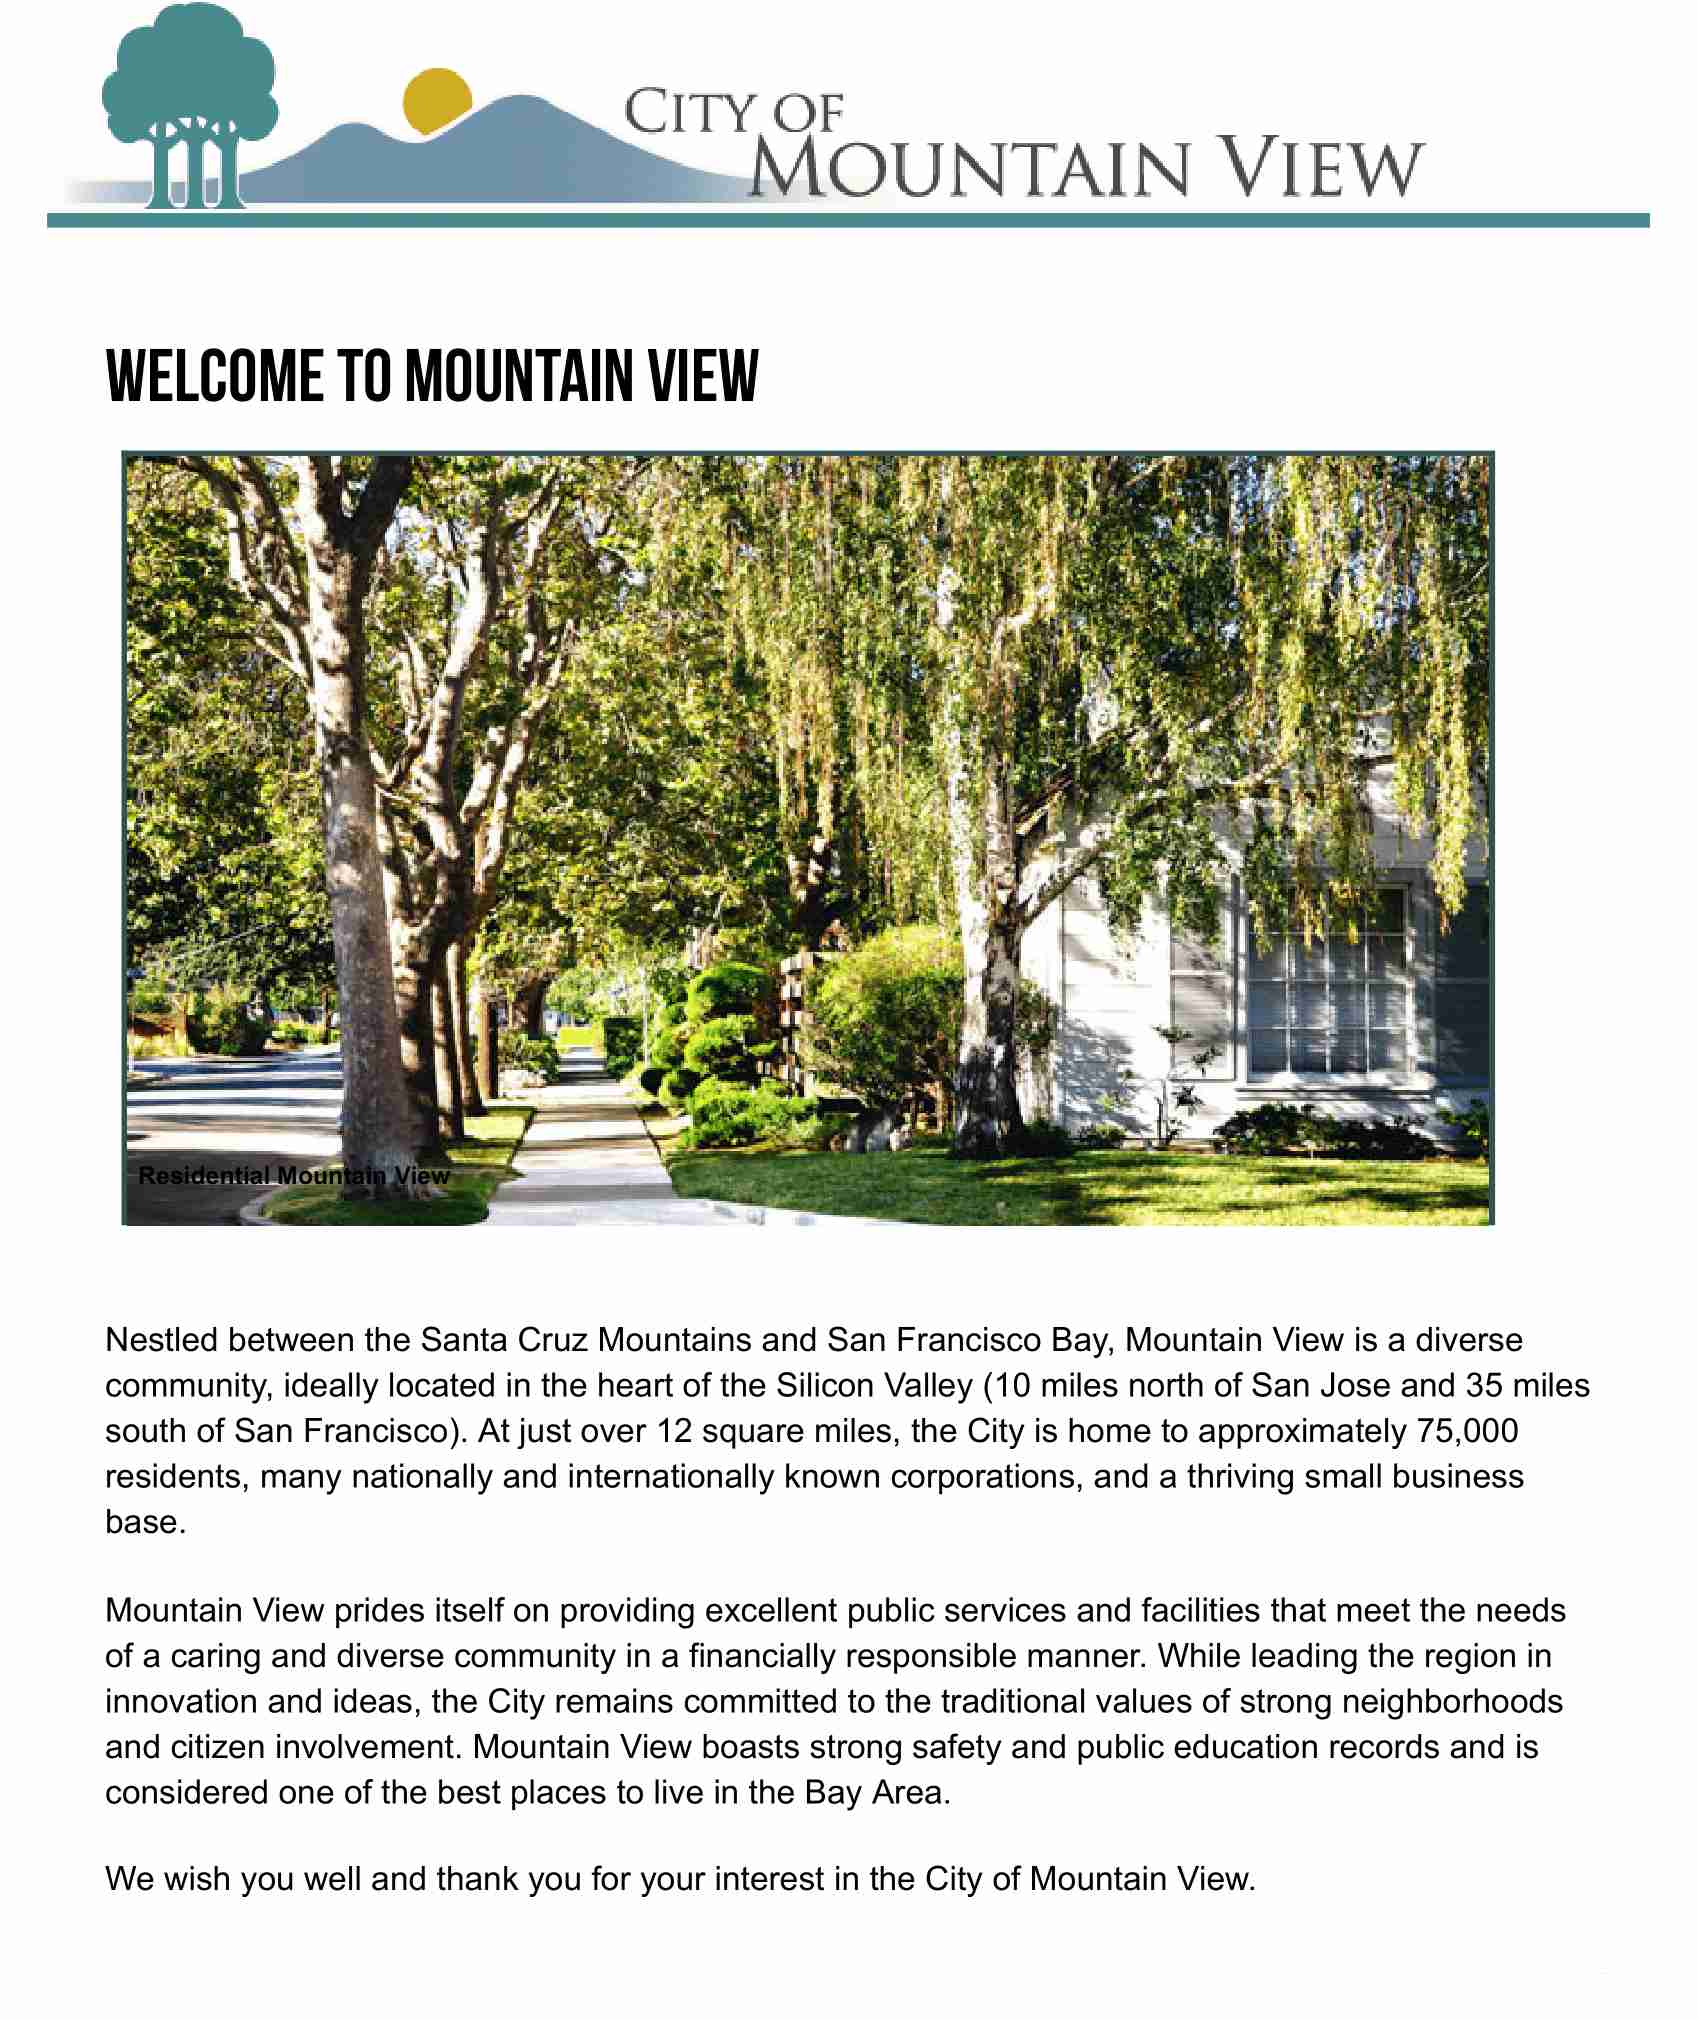 CITY OF
MOUNTAIN VIEW
WELCOME TO MOUNTAIN VIEW
Residential Mountain View
Nestled between the Santa Cruz Mountains and San Francisco Bay, Mountain View is a diverse
community, ideally located in the heart of the Silicon Valley (10 miles north of San Jose and 35 miles
south of San Francisco). At just over 12 square miles, the City is home to approximately 75,000
residents, many nationally and internationally known corporations, and a thriving small business
base.
Mountain View prides itself on providing excellent public services and facilities that meet the needs
of a caring and diverse community in a financially responsible manner. While leading the region in
innovation and ideas, the City remains committed to the traditional values of strong neighborhoods
and citizen involvement. Mountain View boasts strong safety and public education records and is
considered one of the best places to live in the Bay Area.
We wish you well and thank you for your interest in the City of Mountain View.